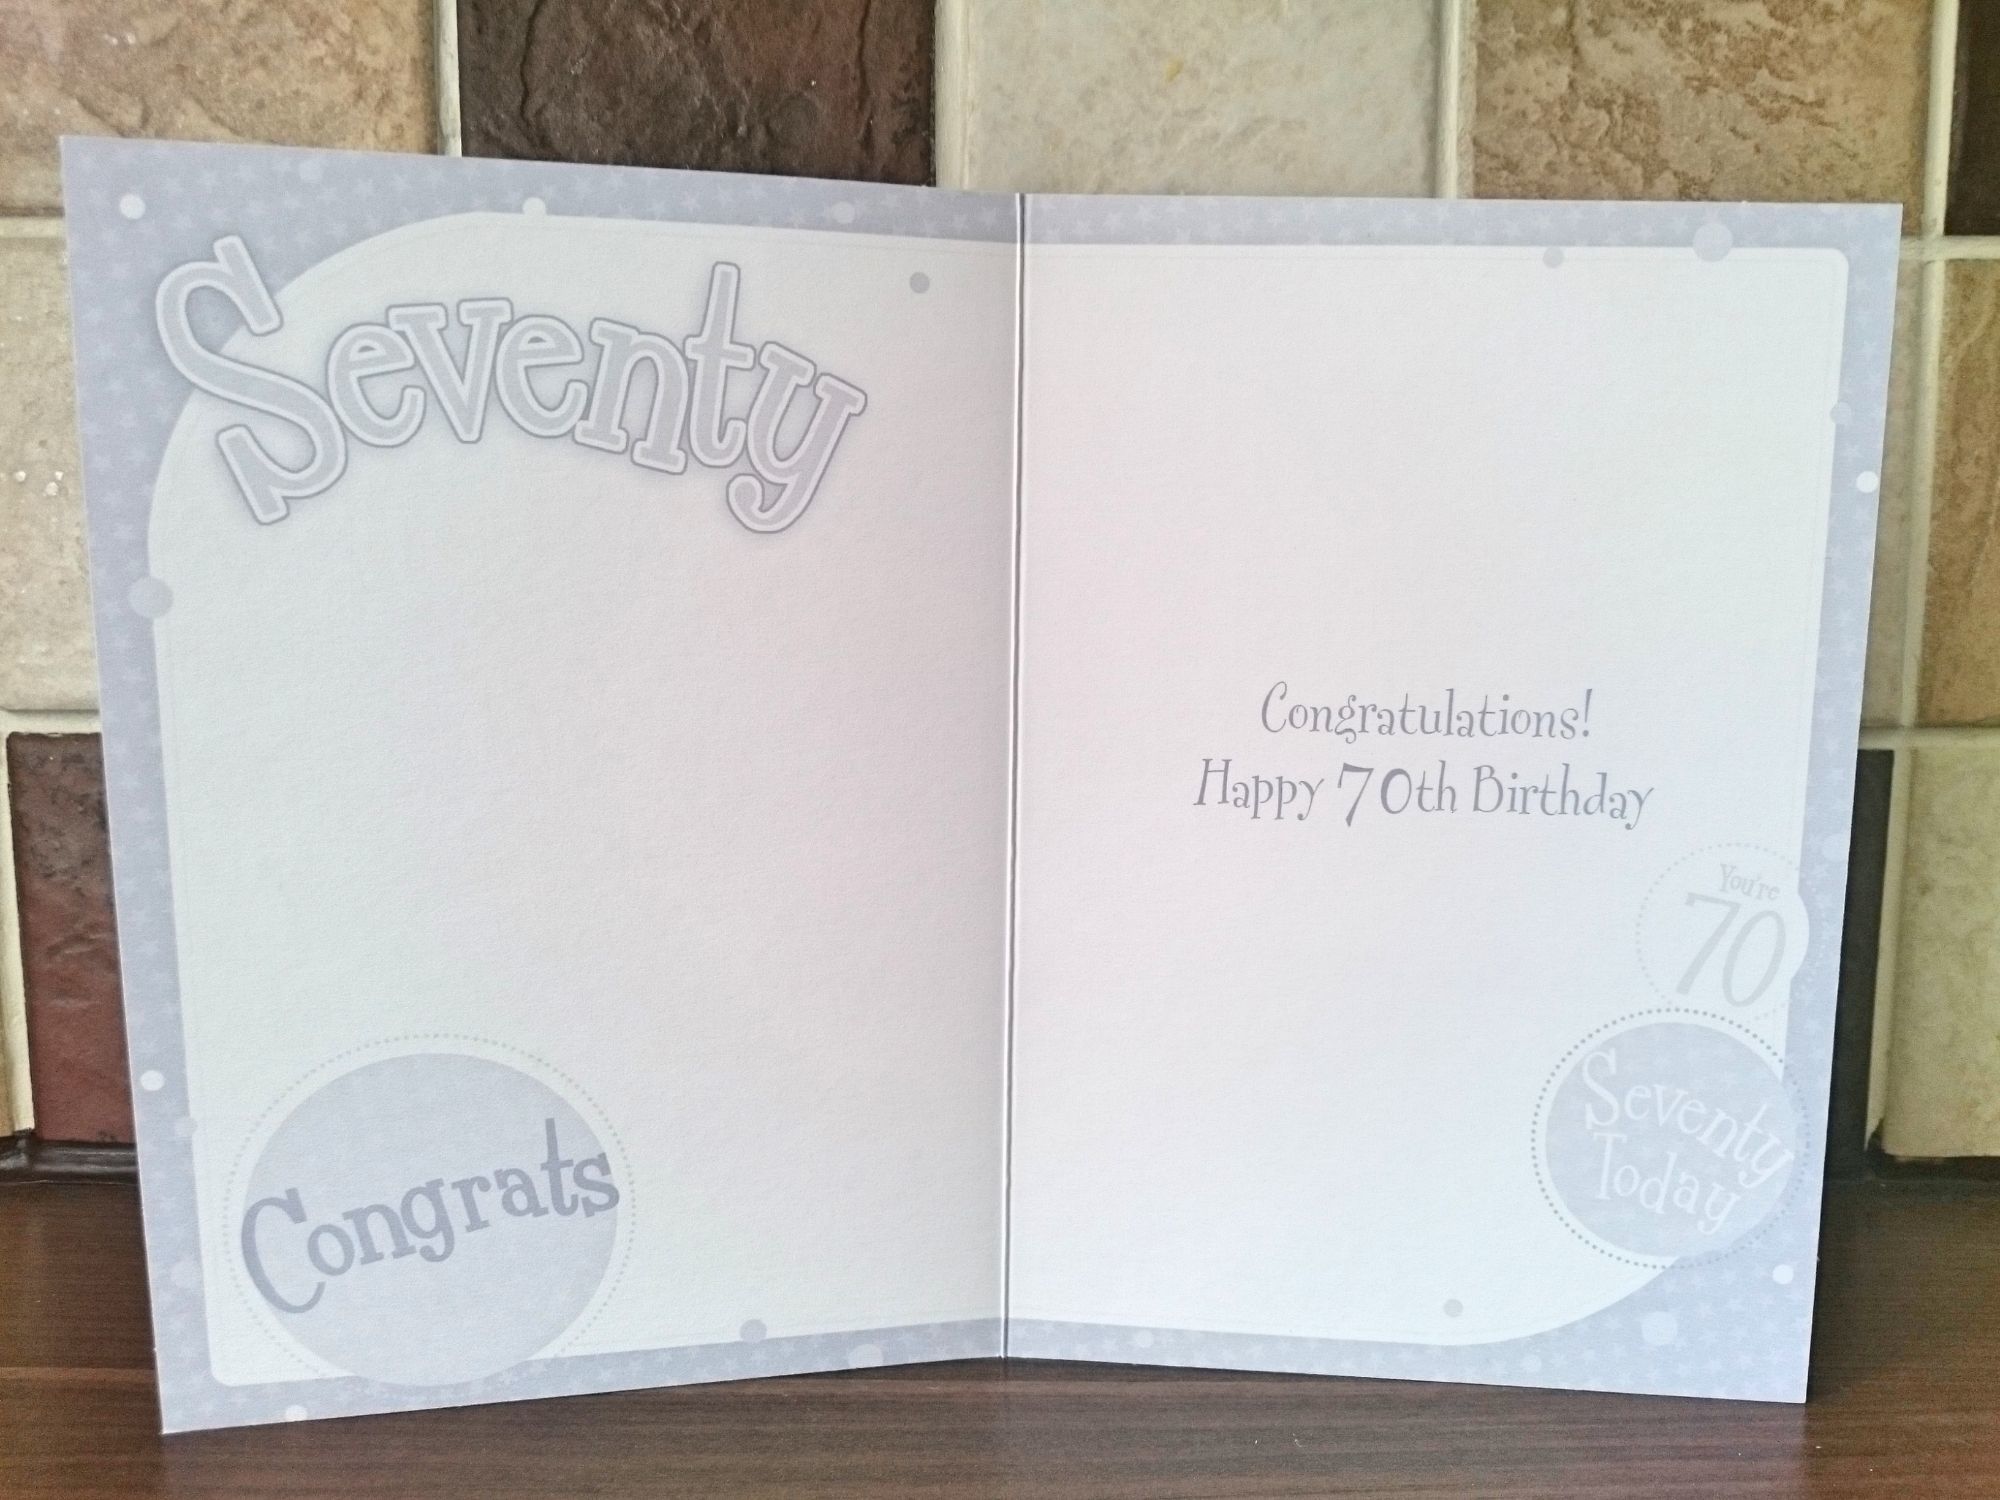 Seventy
Congrats
Congratulations!
Happy 70th Birthday
You're
70
Seventy
Today